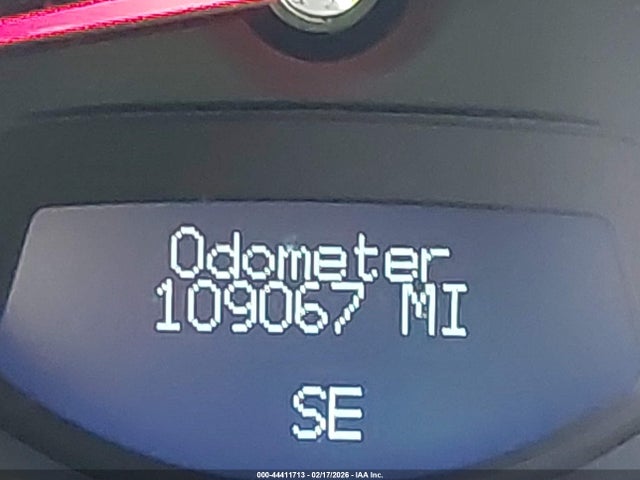 Odometer
109067 MI
SE
000-44411713 - 02/17/2026 - IAA Inc.